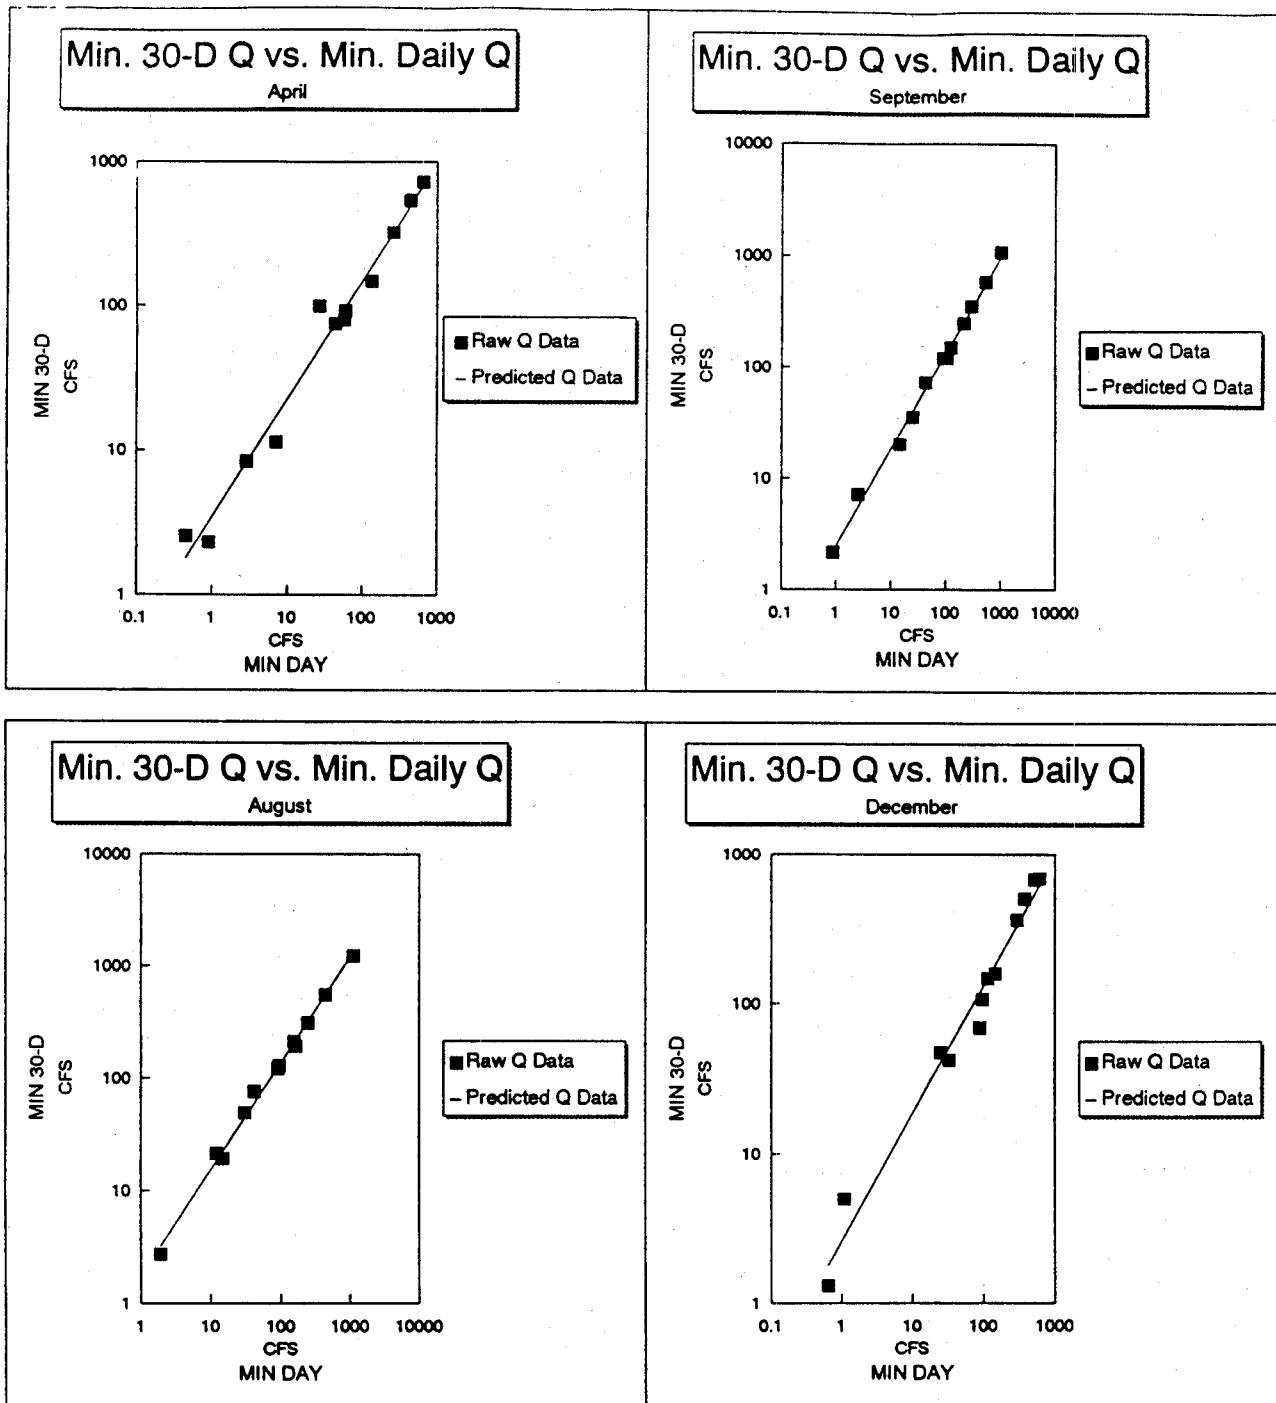 Min. 30-D Q vs. Min. Daily Q
April
1000
100
10
1
MIN 30-D
CFS
0.1 1 10 100 1000
CFS
MIN DAY
Raw Q Data
Predicted Q Data
Min. 30-D Q vs. Min. Daily Q
September
10000
1000
100
10
1
MIN 30-D
CFS
0.1 1 10 100 1000 10000
CFS
MIN DAY
Raw Q Data
Predicted Q Data
Min. 30-D Q vs. Min. Daily Q
August
10000
1000
100
10
1
MIN 30-D
CFS
1 10 100 1000 10000
CFS
MIN DAY
Raw Q Data
Predicted Q Data
Min. 30-D Q vs. Min. Daily Q
December
1000
100
10
1
MIN 30-D
CFS
0.1 1 10 100 1000
CFS
MIN DAY
Raw Q Data
Predicted Q Data